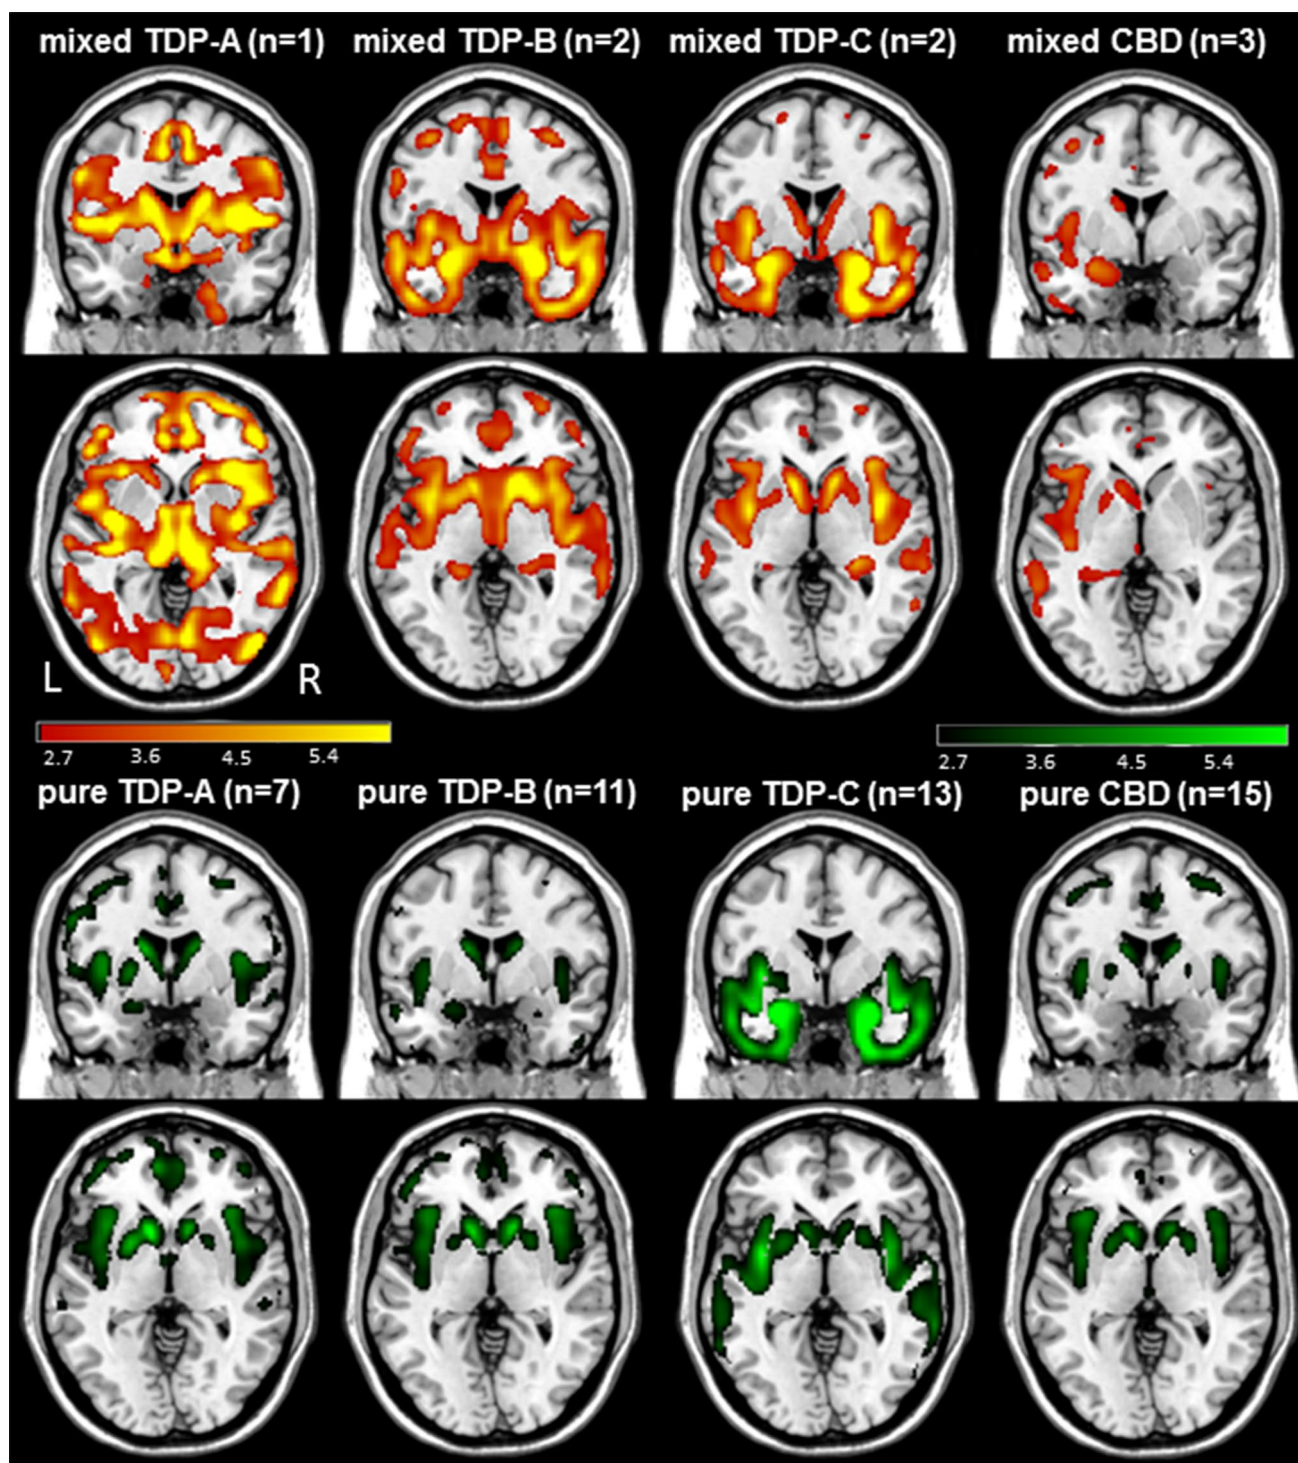 mixed TDP-A (n=1) mixed TDP-B (n=2) mixed TDP-C (n=2) mixed CBD (n=3)
L R
2.7 3.6 4.5 5.4 2.7 3.6 4.5 5.4
pure TDP-A (n=7) pure TDP-B (n=11) pure TDP-C (n=13) pure CBD (n=15)